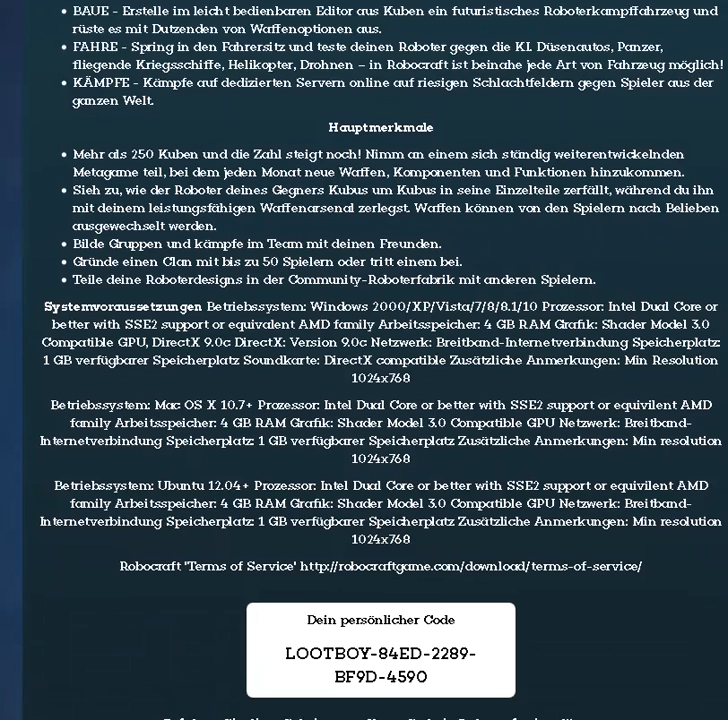 • BAUE - Erstelle im leicht bedienbaren Editor aus Kuben ein futuristisches Roboterkampffahrzeug und
rüste es mit Dutzenden von Waffenoptionen aus.
• FAHRE - Spring in den Fahrersitz und teste deinen Roboter gegen die KI. Düsenautos, Panzer,
fliegende Kriegsschiffe, Helikopter, Drohnen – in Robocraft ist beinahe jede Art von Fahrzeug möglich!
• KÄMPFE - Kämpfe auf dedizierten Servern online auf riesigen Schlachtfeldern gegen Spieler aus der
ganzen Welt.
Hauptmerkmale
• Mehr als 250 Kuben und die Zahl steigt noch! Nimm an einem sich ständig weiterentwickelnden
Metagame teil, bei dem jeden Monat neue Waffen, Komponenten und Funktionen hinzukommen.
• Sieh zu, wie der Roboter deines Gegners Kubus um Kubus in seine Einzelteile zerfällt, während du ihn
mit deinem leistungsfähigen Waffenarsenal zerlegst. Waffen können von den Spielern nach Belieben
ausgewechselt werden.
• Bilde Gruppen und kämpfe im Team mit deinen Freunden.
• Gründe einen Clan mit bis zu 50 Spielern oder tritt einem bei.
• Teile deine Roboterdesigns in der Community-Roboterfabrik mit anderen Spielern.
Systemvoraussetzungen Betriebssystem: Windows 2000/XP/Vista/7/8/8.1/10 Prozessor: Intel Dual Core or
better with SSE2 support or equivalent AMD family Arbeitsspeicher: 4 GB RAM Grafik: Shader Model 3.0
Compatible GPU, DirectX 9.0c DirectX: Version 9.0c Netzwerk: Breitband-Internetverbindung Speicherplatz:
1 GB verfügbarer Speicherplatz Soundkarte: DirectX compatible Zusätzliche Anmerkungen: Min Resolution
1024x768
Betriebssystem: Mac OS X 10.7+ Prozessor: Intel Dual Core or better with SSE2 support or equivilent AMD
family Arbeitsspeicher: 4 GB RAM Grafik: Shader Model 3.0 Compatible GPU Netzwerk: Breitband-
Internetverbindung Speicherplatz: 1 GB verfügbarer Speicherplatz Zusätzliche Anmerkungen: Min resolution
1024x768
Betriebssystem: Ubuntu 12.04+ Prozessor: Intel Dual Core or better with SSE2 support or equivilent AMD
family Arbeitsspeicher: 4 GB RAM Grafik: Shader Model 3.0 Compatible GPU Netzwerk: Breitband-
Internetverbindung Speicherplatz: 1 GB verfügbarer Speicherplatz Zusätzliche Anmerkungen: Min resolution
1024x768
Robocraft 'Terms of Service' http://robocraftgame.com/download/terms-of-service/
Dein persönlicher Code
LOOTBOY-84ED-2289-
BF9D-4590